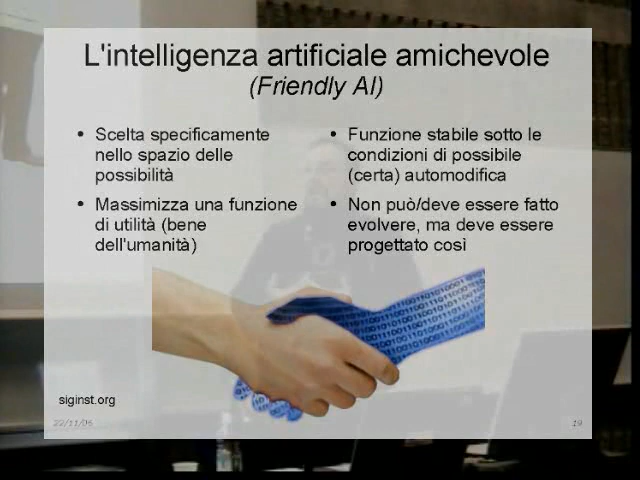 L'intelligenza artificiale amichevole
(Friendly AI)
• Scelta specificamente
nello spazio delle
possibilità
• Massimizza una funzione
di utilità (bene
dell'umanità)
• Funzione stabile sotto le
condizioni di possibile
(certa) automodifica
• Non può/deve essere fatto
evolvere, ma deve essere
progettato così
siginst.org
19